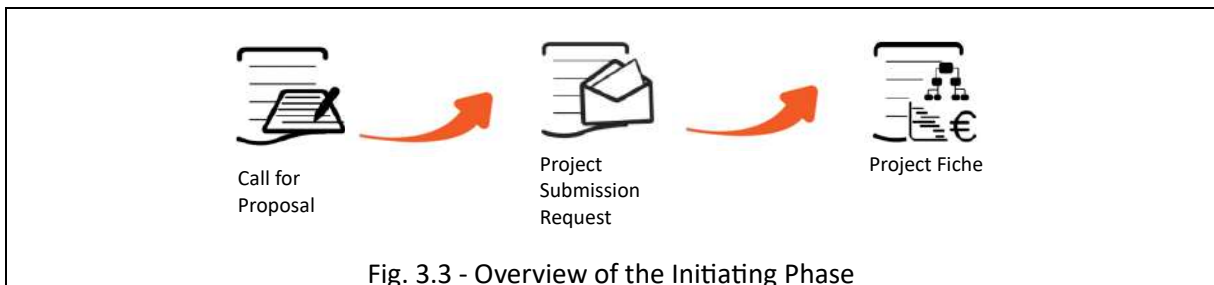 Call for
Proposal
Project
Submission
Request
Project Fiche
€
Fig. 3.3 - Overview of the Initiating Phase